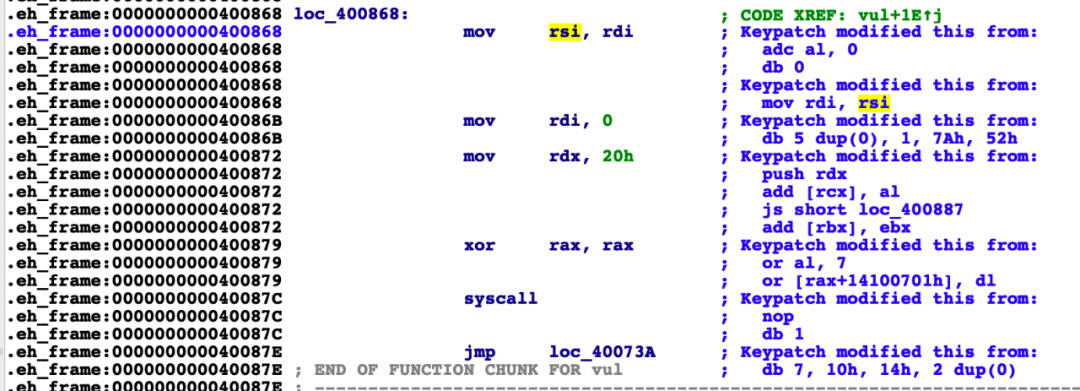 .eh_frame:0000000000400868 loc_400868: ; CODE XREF: vul+1E↑j
.eh_frame:0000000000400868 mov rsi, rdi ; Keypatch modified this from:
.eh_frame:0000000000400868 ; adc al, 0
.eh_frame:0000000000400868 ; db 0
.eh_frame:0000000000400868 ; Keypatch modified this from:
.eh_frame:0000000000400868 ; mov rdi, rsi
.eh_frame:000000000040086B mov rdi, 0 ; Keypatch modified this from:
.eh_frame:000000000040086B ; db 5 dup(0), 1, 7Ah, 52h
.eh_frame:0000000000400872 mov rdx, 20h ; Keypatch modified this from:
.eh_frame:0000000000400872 ; push rdx
.eh_frame:0000000000400872 ; add [rcx], al
.eh_frame:0000000000400872 ; js short loc_400887
.eh_frame:0000000000400872 ; add [rbx], ebx
.eh_frame:0000000000400879 xor rax, rax ; Keypatch modified this from:
.eh_frame:0000000000400879 ; or al, 7
.eh_frame:0000000000400879 ; or [rax+14100701h], dl
.eh_frame:000000000040087C syscall ; Keypatch modified this from:
.eh_frame:000000000040087C ; nop
.eh_frame:000000000040087C ; db 1
.eh_frame:000000000040087E jmp loc_40073A ; Keypatch modified this from:
.eh_frame:000000000040087E ; END OF FUNCTION CHUNK FOR vul ; db 7, 10h, 14h, 2 dup(0)